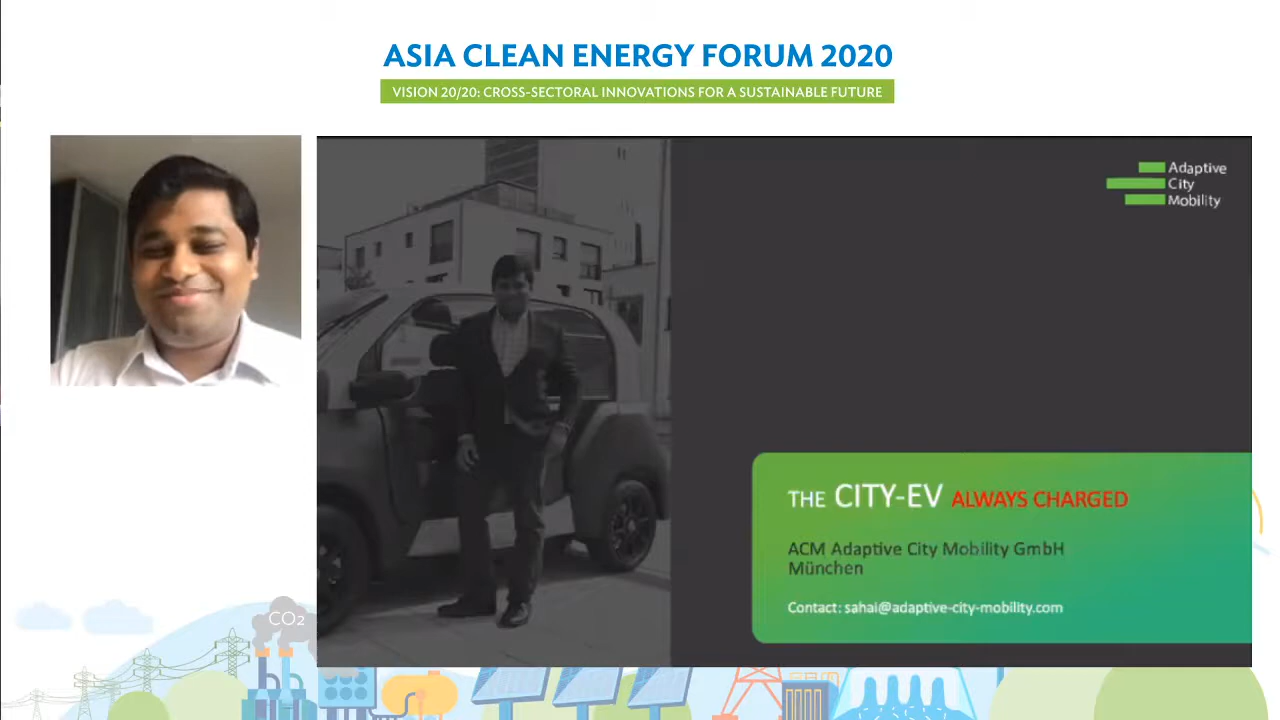 ASIA CLEAN ENERGY FORUM 2020
VISION 20/20: CROSS-SECTORAL INNOVATIONS FOR A SUSTAINABLE FUTURE
Adaptive
City
Mobility
THE CITY-EV ALWAYS CHARGED
ACM Adaptive City Mobility GmbH
München
Contact: sahai@adaptive-city-mobility.com
CO2